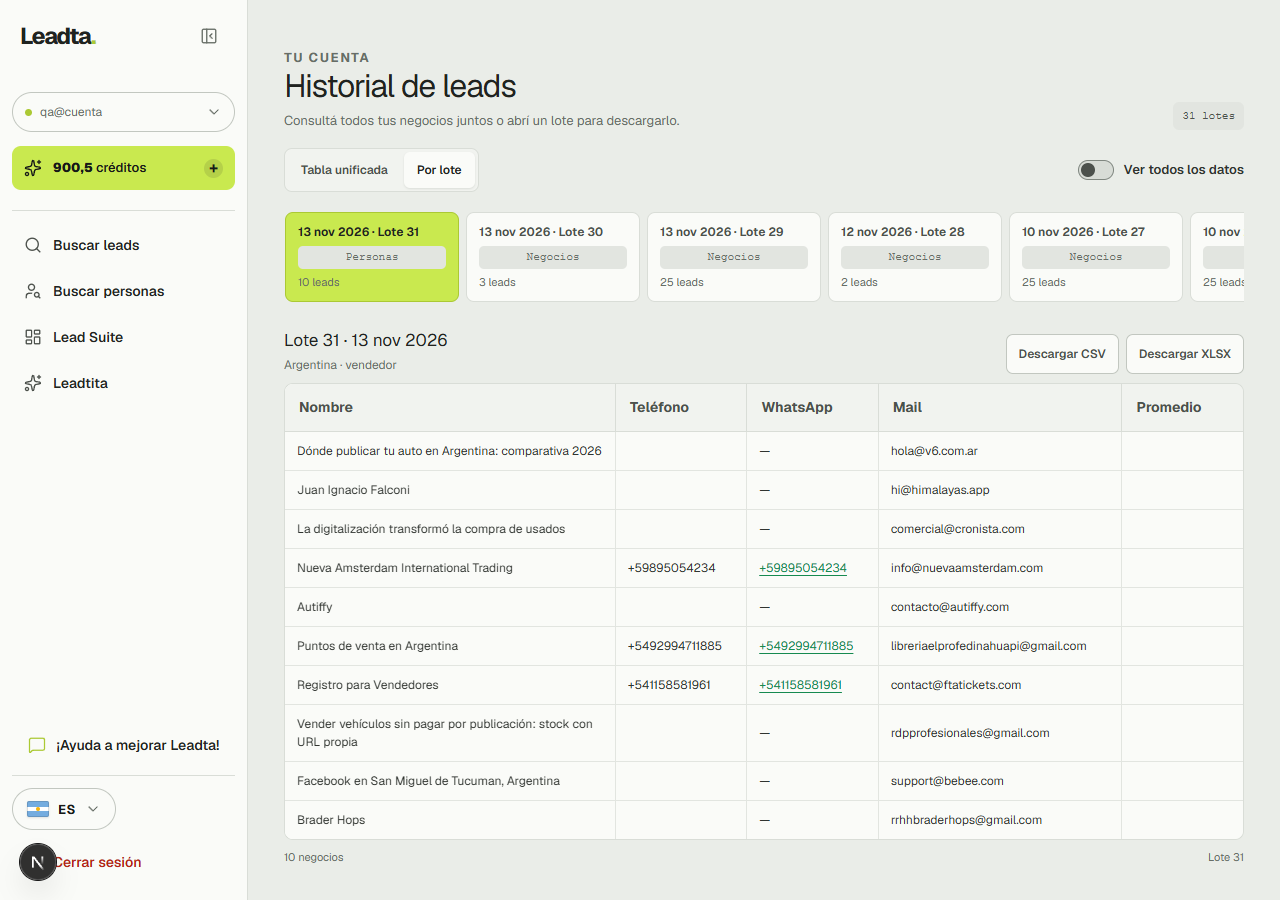 Leadta.
qa@cuenta
900,5 créditos
Buscar leads
Buscar personas
Lead Suite
Leadtita
¡Ayuda a mejorar Leadta!
ES
N
Cerrar sesión
TU CUENTA
Historial de leads
Consultá todos tus negocios juntos o abrí un lote para descargarlo.
31 lotes
Tabla unificada
Por lote
Ver todos los datos
13 nov 2026 · Lote 31
Personas
10 leads
13 nov 2026 · Lote 30
Negocios
3 leads
13 nov 2026 · Lote 29
Negocios
25 leads
12 nov 2026 · Lote 28
Negocios
2 leads
10 nov 2026 · Lote 27
Negocios
25 leads
10 nov
25 leads
Lote 31 · 13 nov 2026
Argentina · vendedor
Descargar CSV
Descargar XLSX
Nombre Teléfono WhatsApp Mail Promedio
Dónde publicar tu auto en Argentina: comparativa 2026 — hola@v6.com.ar
Juan Ignacio Falconi — hi@himalayas.app
La digitalización transformó la compra de usados — comercial@cronista.com
Nueva Amsterdam International Trading +59895054234 +59895054234 info@nuevaamsterdam.com
Autiffy — contacto@autiffy.com
Puntos de venta en Argentina +5492994711885 +5492994711885 libreriaelprofedinahuapi@gmail.com
Registro para Vendedores +541158581961 +541158581961 contact@ftatickets.com
Vender vehículos sin pagar por publicación: stock con
URL propia — rdpprofesionales@gmail.com
Facebook en San Miguel de Tucuman, Argentina — support@bebee.com
Brader Hops — rrhhbraderhops@gmail.com
10 negocios
Lote 31